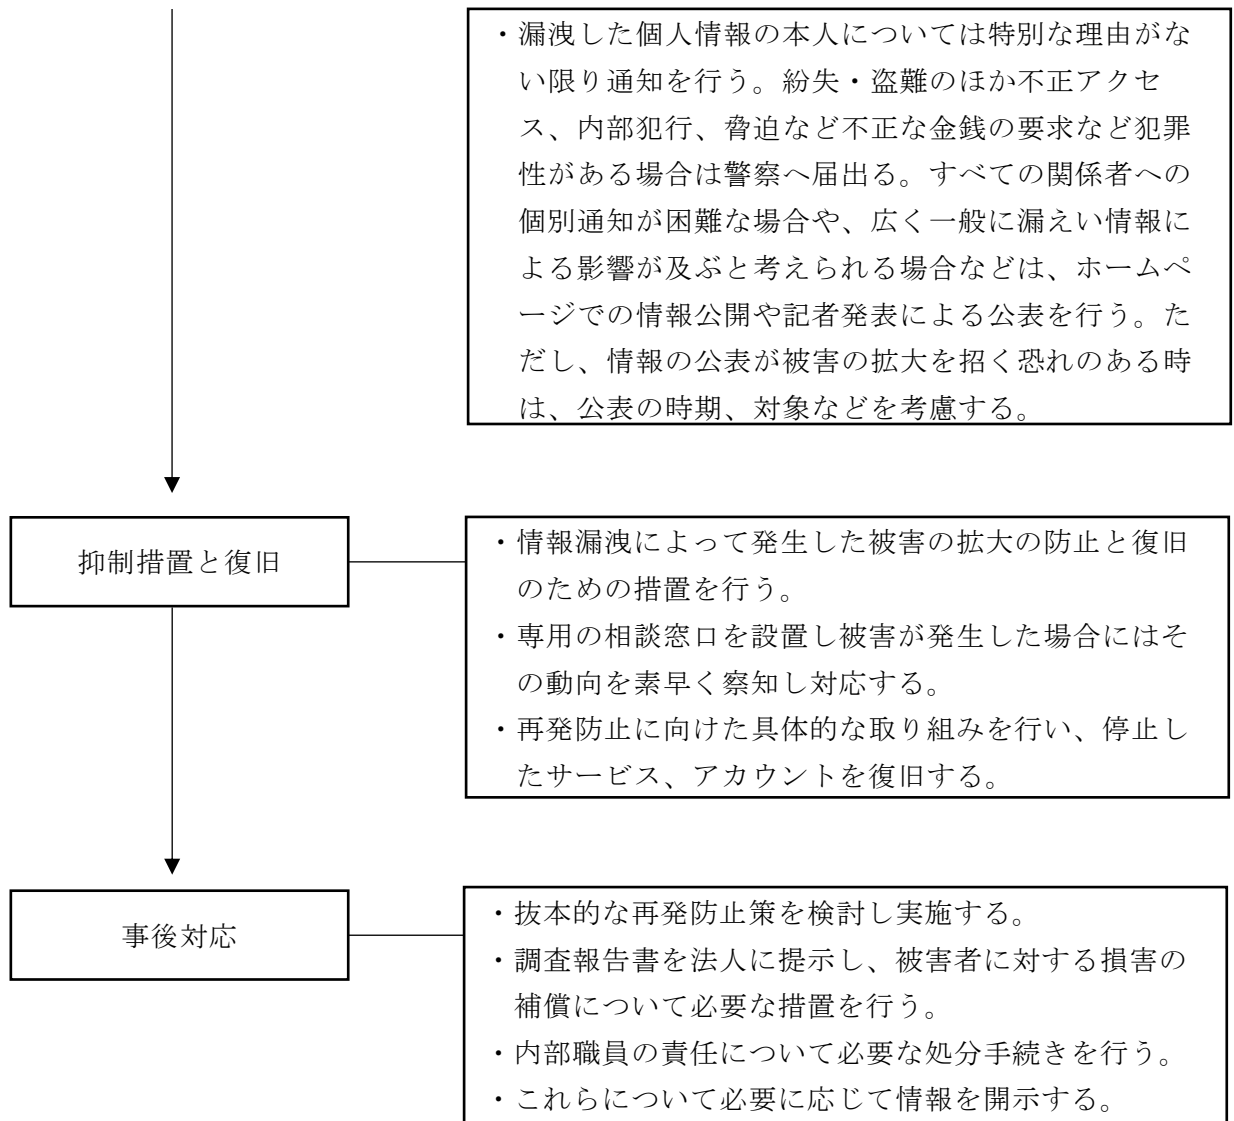 ・漏洩した個人情報の本人については特別な理由がな
い限り通知を行う。紛失・盗難のほか不正アクセ
ス、内部犯行、脅迫など不正な金銭の要求など犯罪
性がある場合は警察へ届出る。すべての関係者への
個別通知が困難な場合や、広く一般に漏えい情報に
よる影響が及ぶと考えられる場合などは、ホームペ
ージでの情報公開や記者発表による公表を行う。た
だし、情報の公表が被害の拡大を招く恐れのある時
は、公表の時期、対象などを考慮する。
抑制措置と復旧
・情報漏洩によって発生した被害の拡大の防止と復旧
のための措置を行う。
・専用の相談窓口を設置し被害が発生した場合にはそ
の動向を素早く察知し対応する。
・再発防止に向けた具体的な取り組みを行い、停止し
たサービス、アカウントを復旧する。
事後対応
・抜本的な再発防止策を検討し実施する。
・調査報告書を法人に提示し、被害者に対する損害の
補償について必要な措置を行う。
・内部職員の責任について必要な処分手続きを行う。
・これらについて必要に応じて情報を開示する。